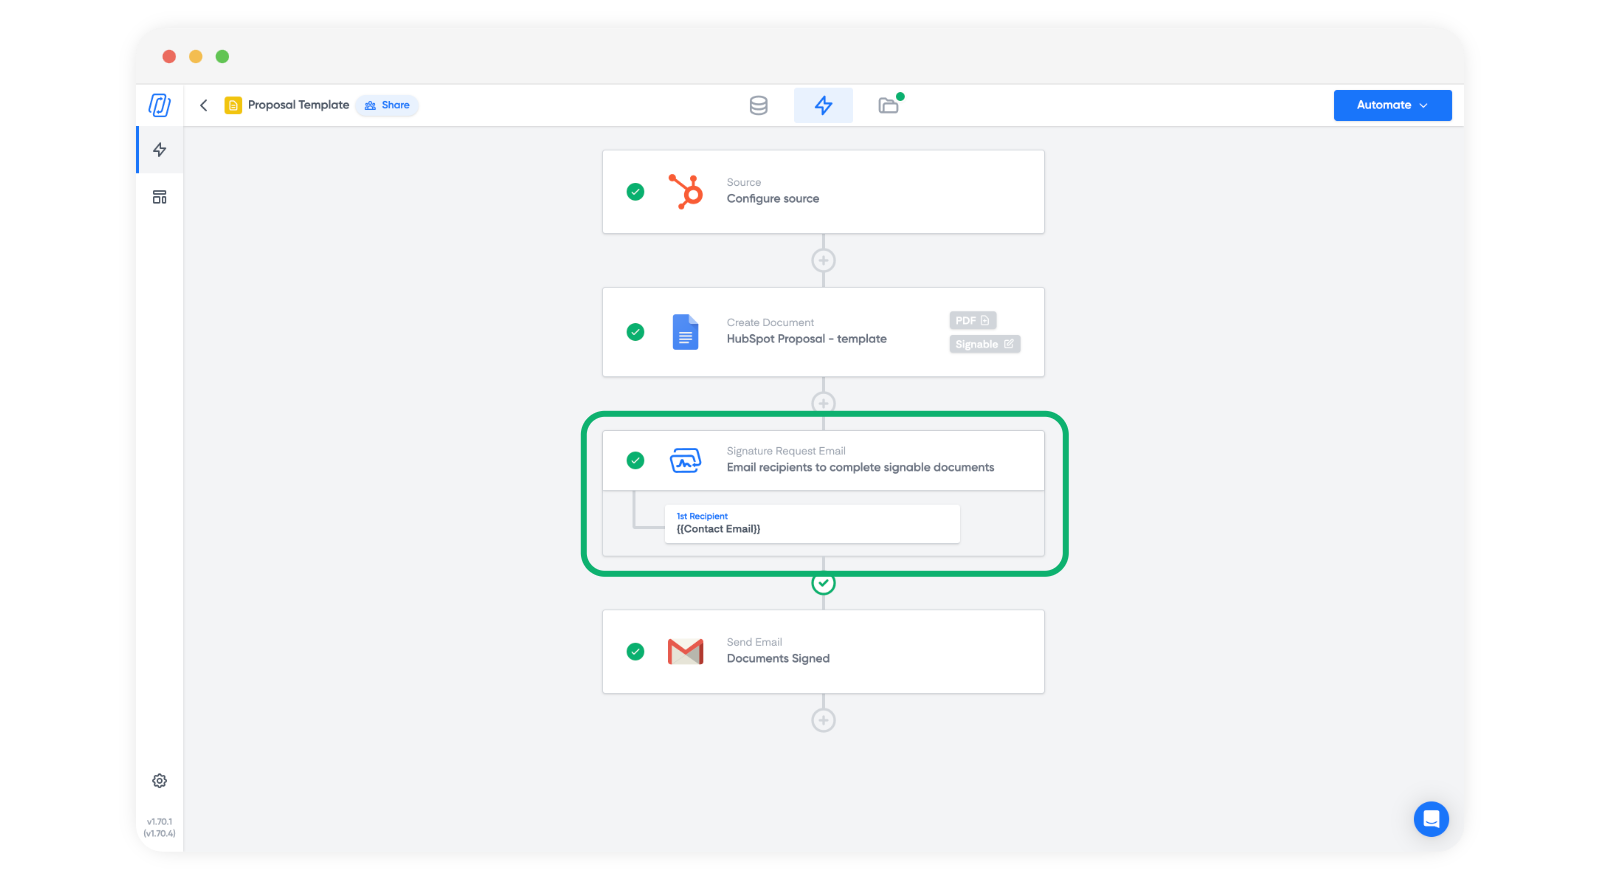 Proposal Template
Share
Automate
Source
Configure source
Create Document
HubSpot Proposal - template
PDF
Signable
Signature Request Email
Email recipients to complete signable documents
1st Recipient
{{Contact Email}}
Send Email
Documents Signed
v1.70.1
(v1.70.4)